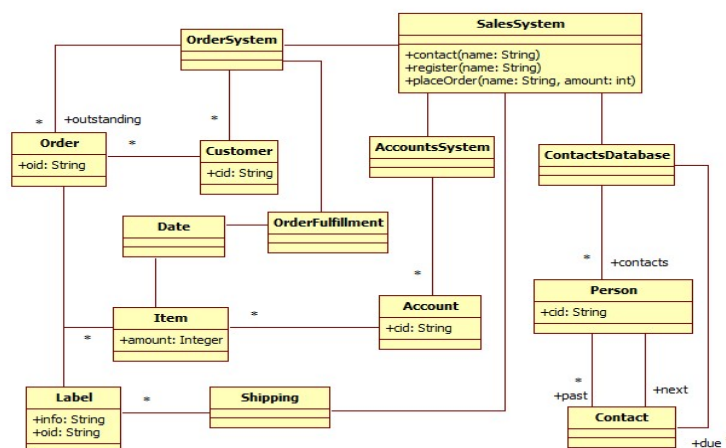 SalesSystem
+contact(name: String)
+register(name: String)
+placeOrder(name: String, amount: int)
OrderSystem
* +outstanding *
Order
+oid: String
*
Customer
+cid: String
AccountsSystem
ContactsDatabase
Date
OrderFulfillment
*
* +contacts
Item
+amount: Integer
*
*
Account
+cid: String
Person
+cid: String
Label
+info: String
+oid: String
*
Shipping
*
+past
+next
Contact
+due